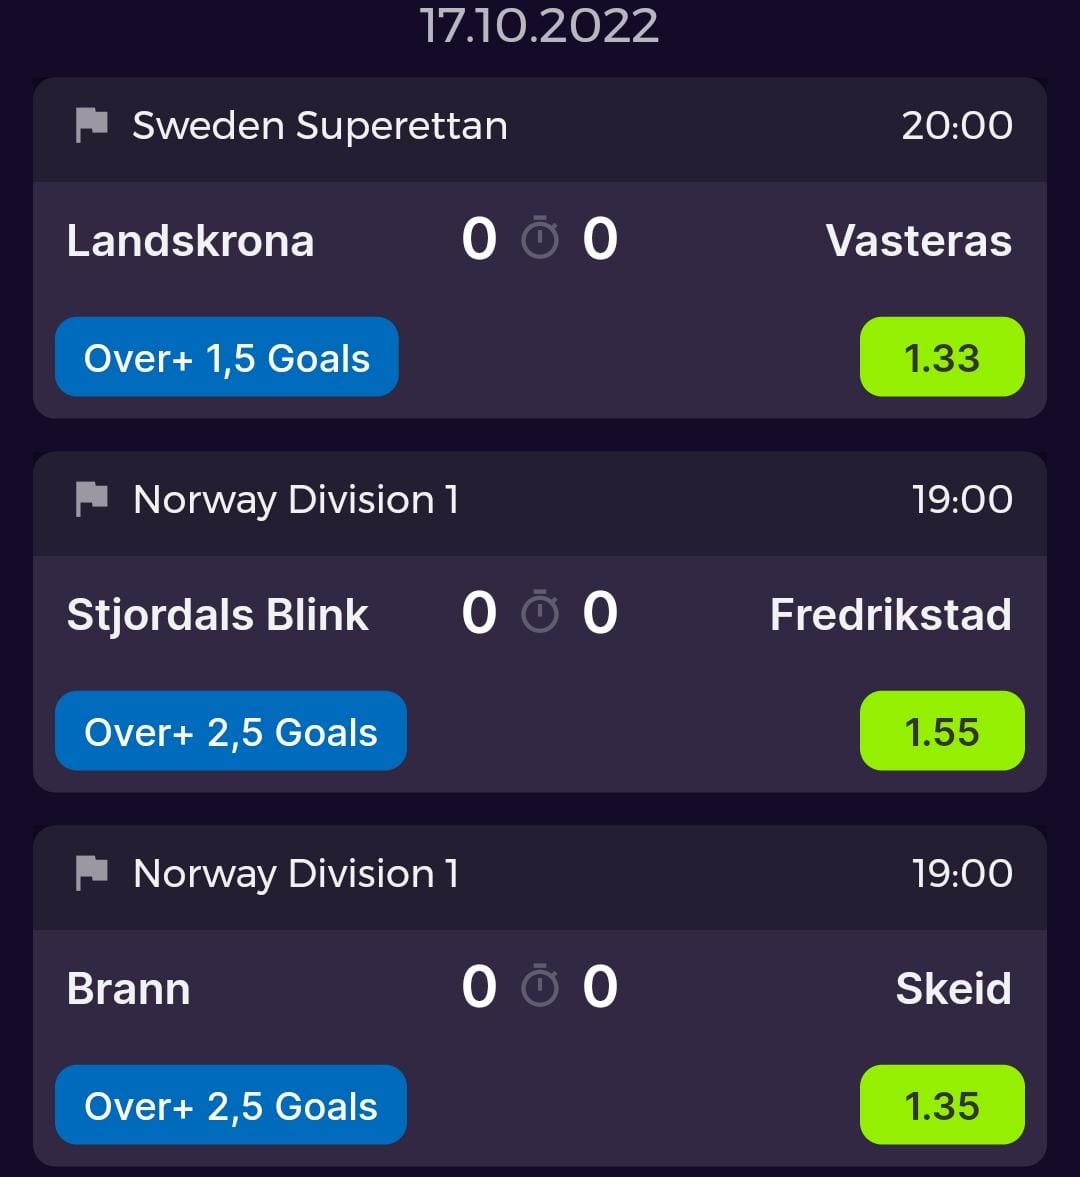 17.10.2022
Sweden Superettan 20:00
Landskrona 0 0 Vasteras
Over+ 1,5 Goals 1.33
Norway Division 1 19:00
Stjordals Blink 0 0 Fredrikstad
Over+ 2,5 Goals 1.55
Norway Division 1 19:00
Brann 0 0 Skeid
Over+ 2,5 Goals 1.35